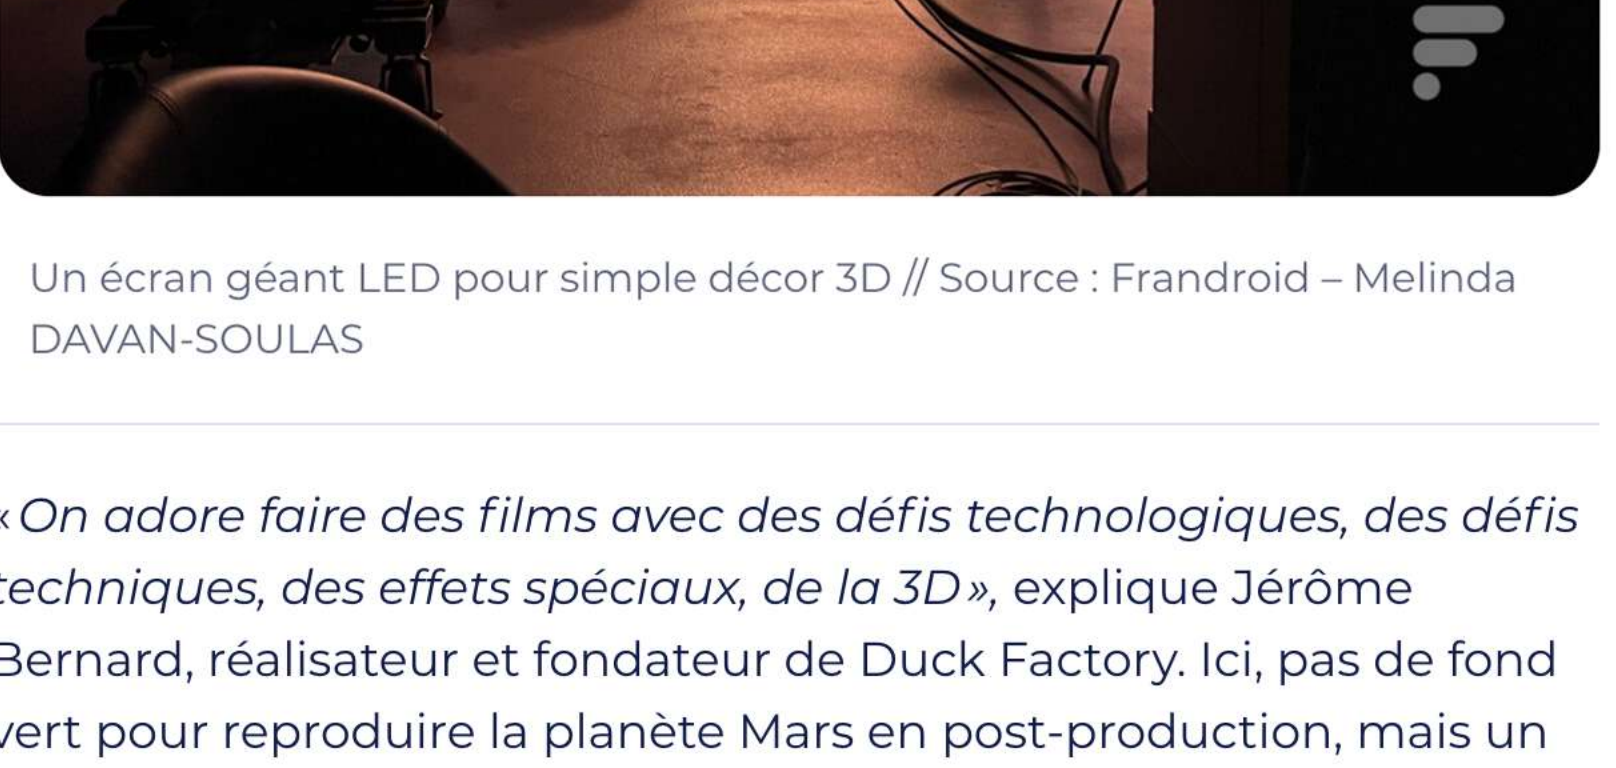 Un écran géant LED pour simple décor 3D // Source : Frandroid – Melinda
DAVAN-SOULAS
« On adore faire des films avec des défis technologiques, des défis
techniques, des effets spéciaux, de la 3D », explique Jérôme
Bernard, réalisateur et fondateur de Duck Factory. Ici, pas de fond
vert pour reproduire la planète Mars en post-production, mais un